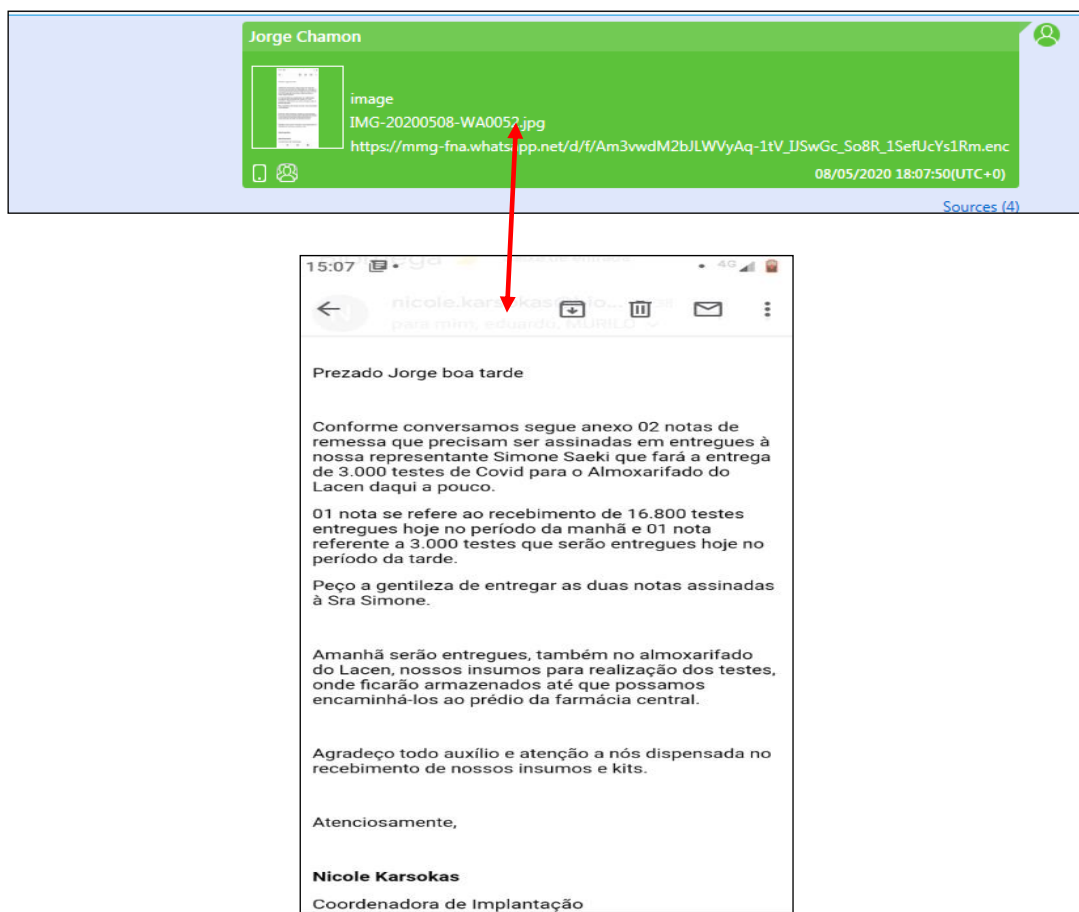 Jorge Chamon
image
IMG-20200508-WA0052.jpg
https://mmg-fna.whatsapp.net/d/f/Am3vwdM2bJLWVyAq-1tV_IJSwGc_So8R_1SefUcYs1Rm.enc
08/05/2020 18:07:50(UTC+0)
Sources (4)
15:07
4G
para mim, eduardo, MURILO
Prezado Jorge boa tarde
Conforme conversamos segue anexo 02 notas de
remessa que precisam ser assinadas em entregues à
nossa representante Simone Saeki que fará a entrega
de 3.000 testes de Covid para o Almoxarifado do
Lacen daqui a pouco.
01 nota se refere ao recebimento de 16.800 testes
entregues hoje no período da manhã e 01 nota
referente a 3.000 testes que serão entregues hoje no
período da tarde.
Peço a gentileza de entregar as duas notas assinadas
à Sra Simone.
Amanhã serão entregues, também no almoxarifado
do Lacen, nossos insumos para realização dos testes,
onde ficarão armazenados até que possamos
encaminhá-los ao prédio da farmácia central.
Agradeço todo auxílio e atenção a nós dispensada no
recebimento de nossos insumos e kits.
Atenciosamente,
Nicole Karsokas
Coordenadora de Implantação